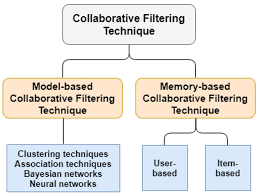 Collaborative Filtering
Technique
Model-based
Collaborative Filtering
Technique
Memory-based
Collaborative Filtering
Technique
Clustering techniques
Association techniques
Bayesian networks
Neural networks
User-
based
Item-
based